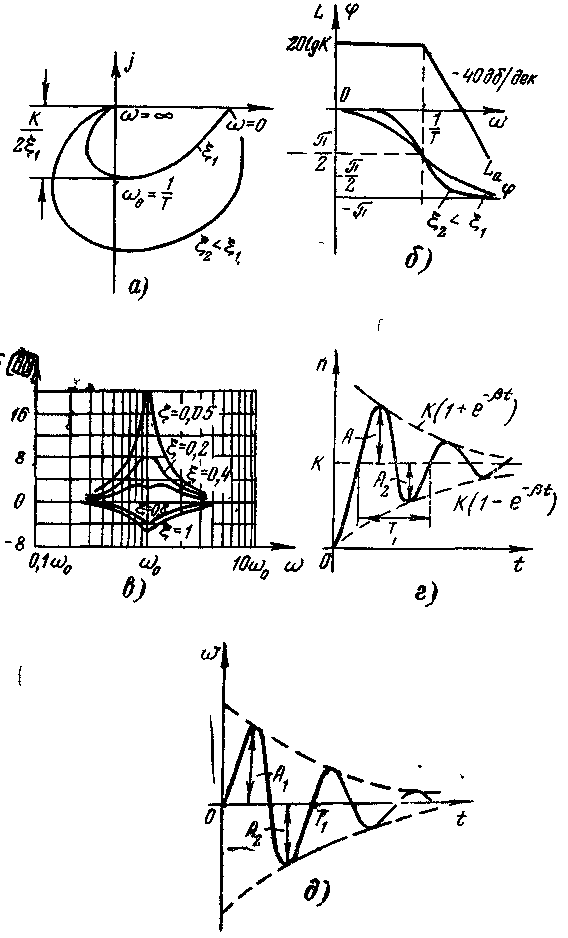 j
K
2ξ₁
ω=∞
ω=0
ξ₁
ω₀=1/T
ξ₂<ξ₁
а)
L φ
20lgK
-40дб/дек
0
1/T
ω
π/2
-π/2
-π
Lₐ
φ
ξ₂<ξ₁
б)
16
8
0
-8
ξ=0,05
ξ=0,2
ξ=0,4
ξ=1
0,1ω₀
ω₀
10ω₀
ω
в)
n
K(1+e^-βt)
A₁
K
A₂
K(1-e^-βt)
T₁
0
t
г)
ω
A₁
0
A₂
T₁
t
д)